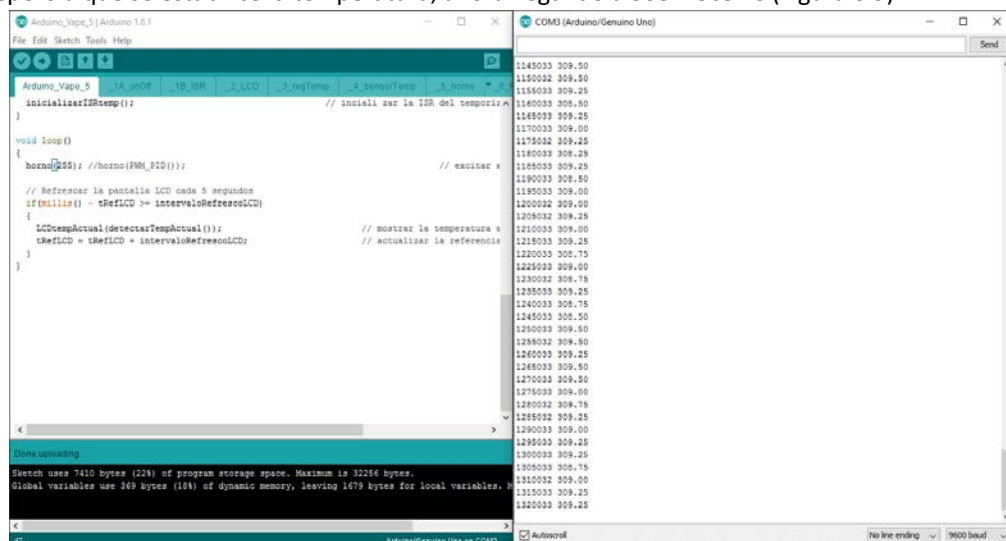 Arduino_Vape_5 | Arduino 1.8.1
File Edit Sketch Tools Help
Arduino_Vape_5 _1A_onOff _1B_ISR _2_LCD _3_regTemp _4_sensorTemp _5_horno
inicializarISRtemp(); // inciali zar la ISR del temporiz
}
void loop()
{
horno(255); //horno(PWM_PID()); // excitar e
// Refrescar la pantalla LCD cada 5 segundos
if(millis() - tRefLCD >= intervaloRefrescoLCD)
{
LCDtempActual(detectarTempActual()); // mostrar la temperatura a
tRefLCD = tRefLCD + intervaloRefrescoLCD; // actualizar la referencia
}
}
Done uploading.
Sketch uses 7410 bytes (22%) of program storage space. Maximum is 32256 bytes.
Global variables use 369 bytes (18%) of dynamic memory, leaving 1679 bytes for local variables. M
47
Arduino/Genuino Uno on COM3
COM3 (Arduino/Genuino Uno)
Send
1145033 309.50
1150032 309.50
1155033 309.25
1160033 308.50
1165033 309.25
1170033 309.00
1175032 309.25
1180033 308.25
1185033 309.25
1190033 308.50
1195033 309.00
1200032 309.00
1205032 309.25
1210033 309.00
1215033 309.25
1220033 308.75
1225033 309.00
1230032 308.75
1235033 309.25
1240033 308.75
1245033 308.50
1250033 309.50
1255032 309.50
1260033 309.25
1265033 309.50
1270033 309.50
1275033 309.00
1280032 309.75
1285032 309.25
1290033 309.00
1295033 309.25
1300033 309.25
1305033 308.75
1310032 309.00
1315033 309.25
1320033 309.25
Autoscroll
No line ending
9600 baud